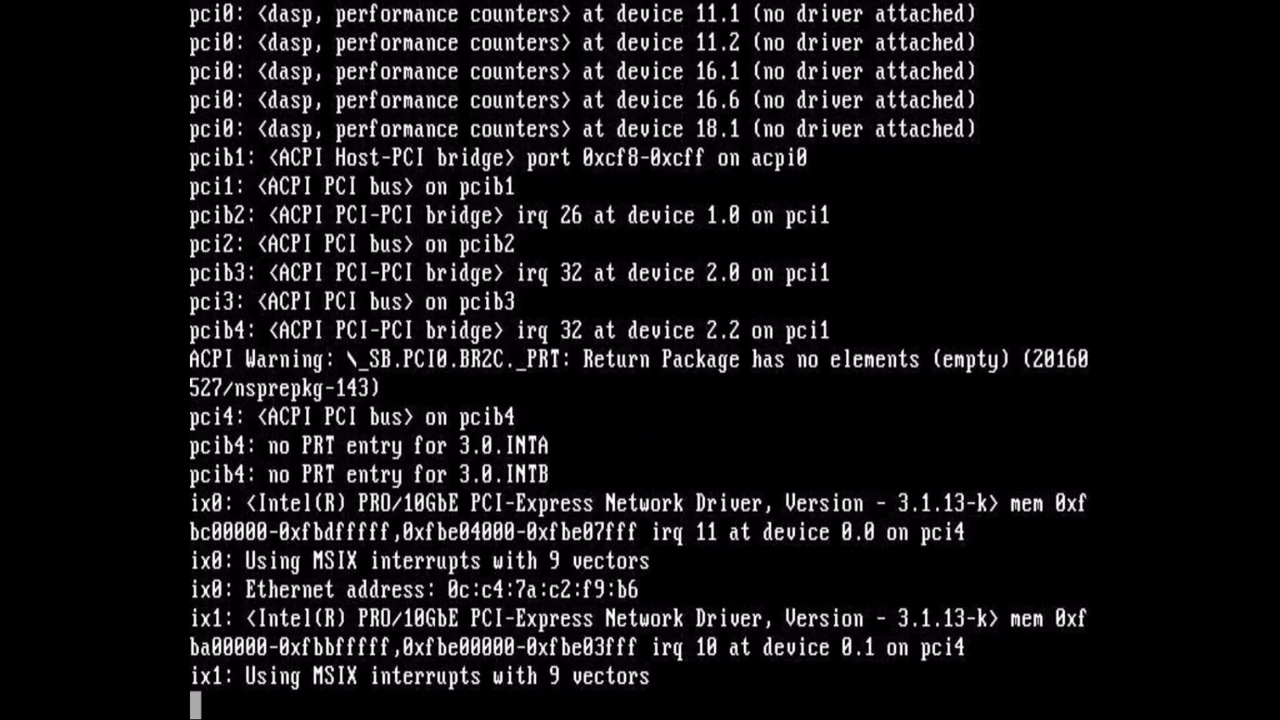 pci0: <dasp, performance counters> at device 11.1 (no driver attached)
pci0: <dasp, performance counters> at device 11.2 (no driver attached)
pci0: <dasp, performance counters> at device 16.1 (no driver attached)
pci0: <dasp, performance counters> at device 16.6 (no driver attached)
pci0: <dasp, performance counters> at device 18.1 (no driver attached)
pcib1: <ACPI Host-PCI bridge> port 0xcf8-0xcff on acpi0
pci1: <ACPI PCI bus> on pcib1
pcib2: <ACPI PCI-PCI bridge> irq 26 at device 1.0 on pci1
pci2: <ACPI PCI bus> on pcib2
pcib3: <ACPI PCI-PCI bridge> irq 32 at device 2.0 on pci1
pci3: <ACPI PCI bus> on pcib3
pcib4: <ACPI PCI-PCI bridge> irq 32 at device 2.2 on pci1
ACPI Warning: \_SB.PCI0.BR2C._PRT: Return Package has no elements (empty) (20160
527/nsprepkg-143)
pci4: <ACPI PCI bus> on pcib4
pcib4: no PRT entry for 3.0.INTA
pcib4: no PRT entry for 3.0.INTB
ix0: <Intel(R) PRO/10GbE PCI-Express Network Driver, Version - 3.1.13-k> mem 0xf
bc00000-0xfbdfffff,0xfbe04000-0xfbe07fff irq 11 at device 0.0 on pci4
ix0: Using MSIX interrupts with 9 vectors
ix0: Ethernet address: 0c:c4:7a:c2:f9:b6
ix1: <Intel(R) PRO/10GbE PCI-Express Network Driver, Version - 3.1.13-k> mem 0xf
ba00000-0xfbbfffff,0xfbe00000-0xfbe03fff irq 10 at device 0.1 on pci4
ix1: Using MSIX interrupts with 9 vectors